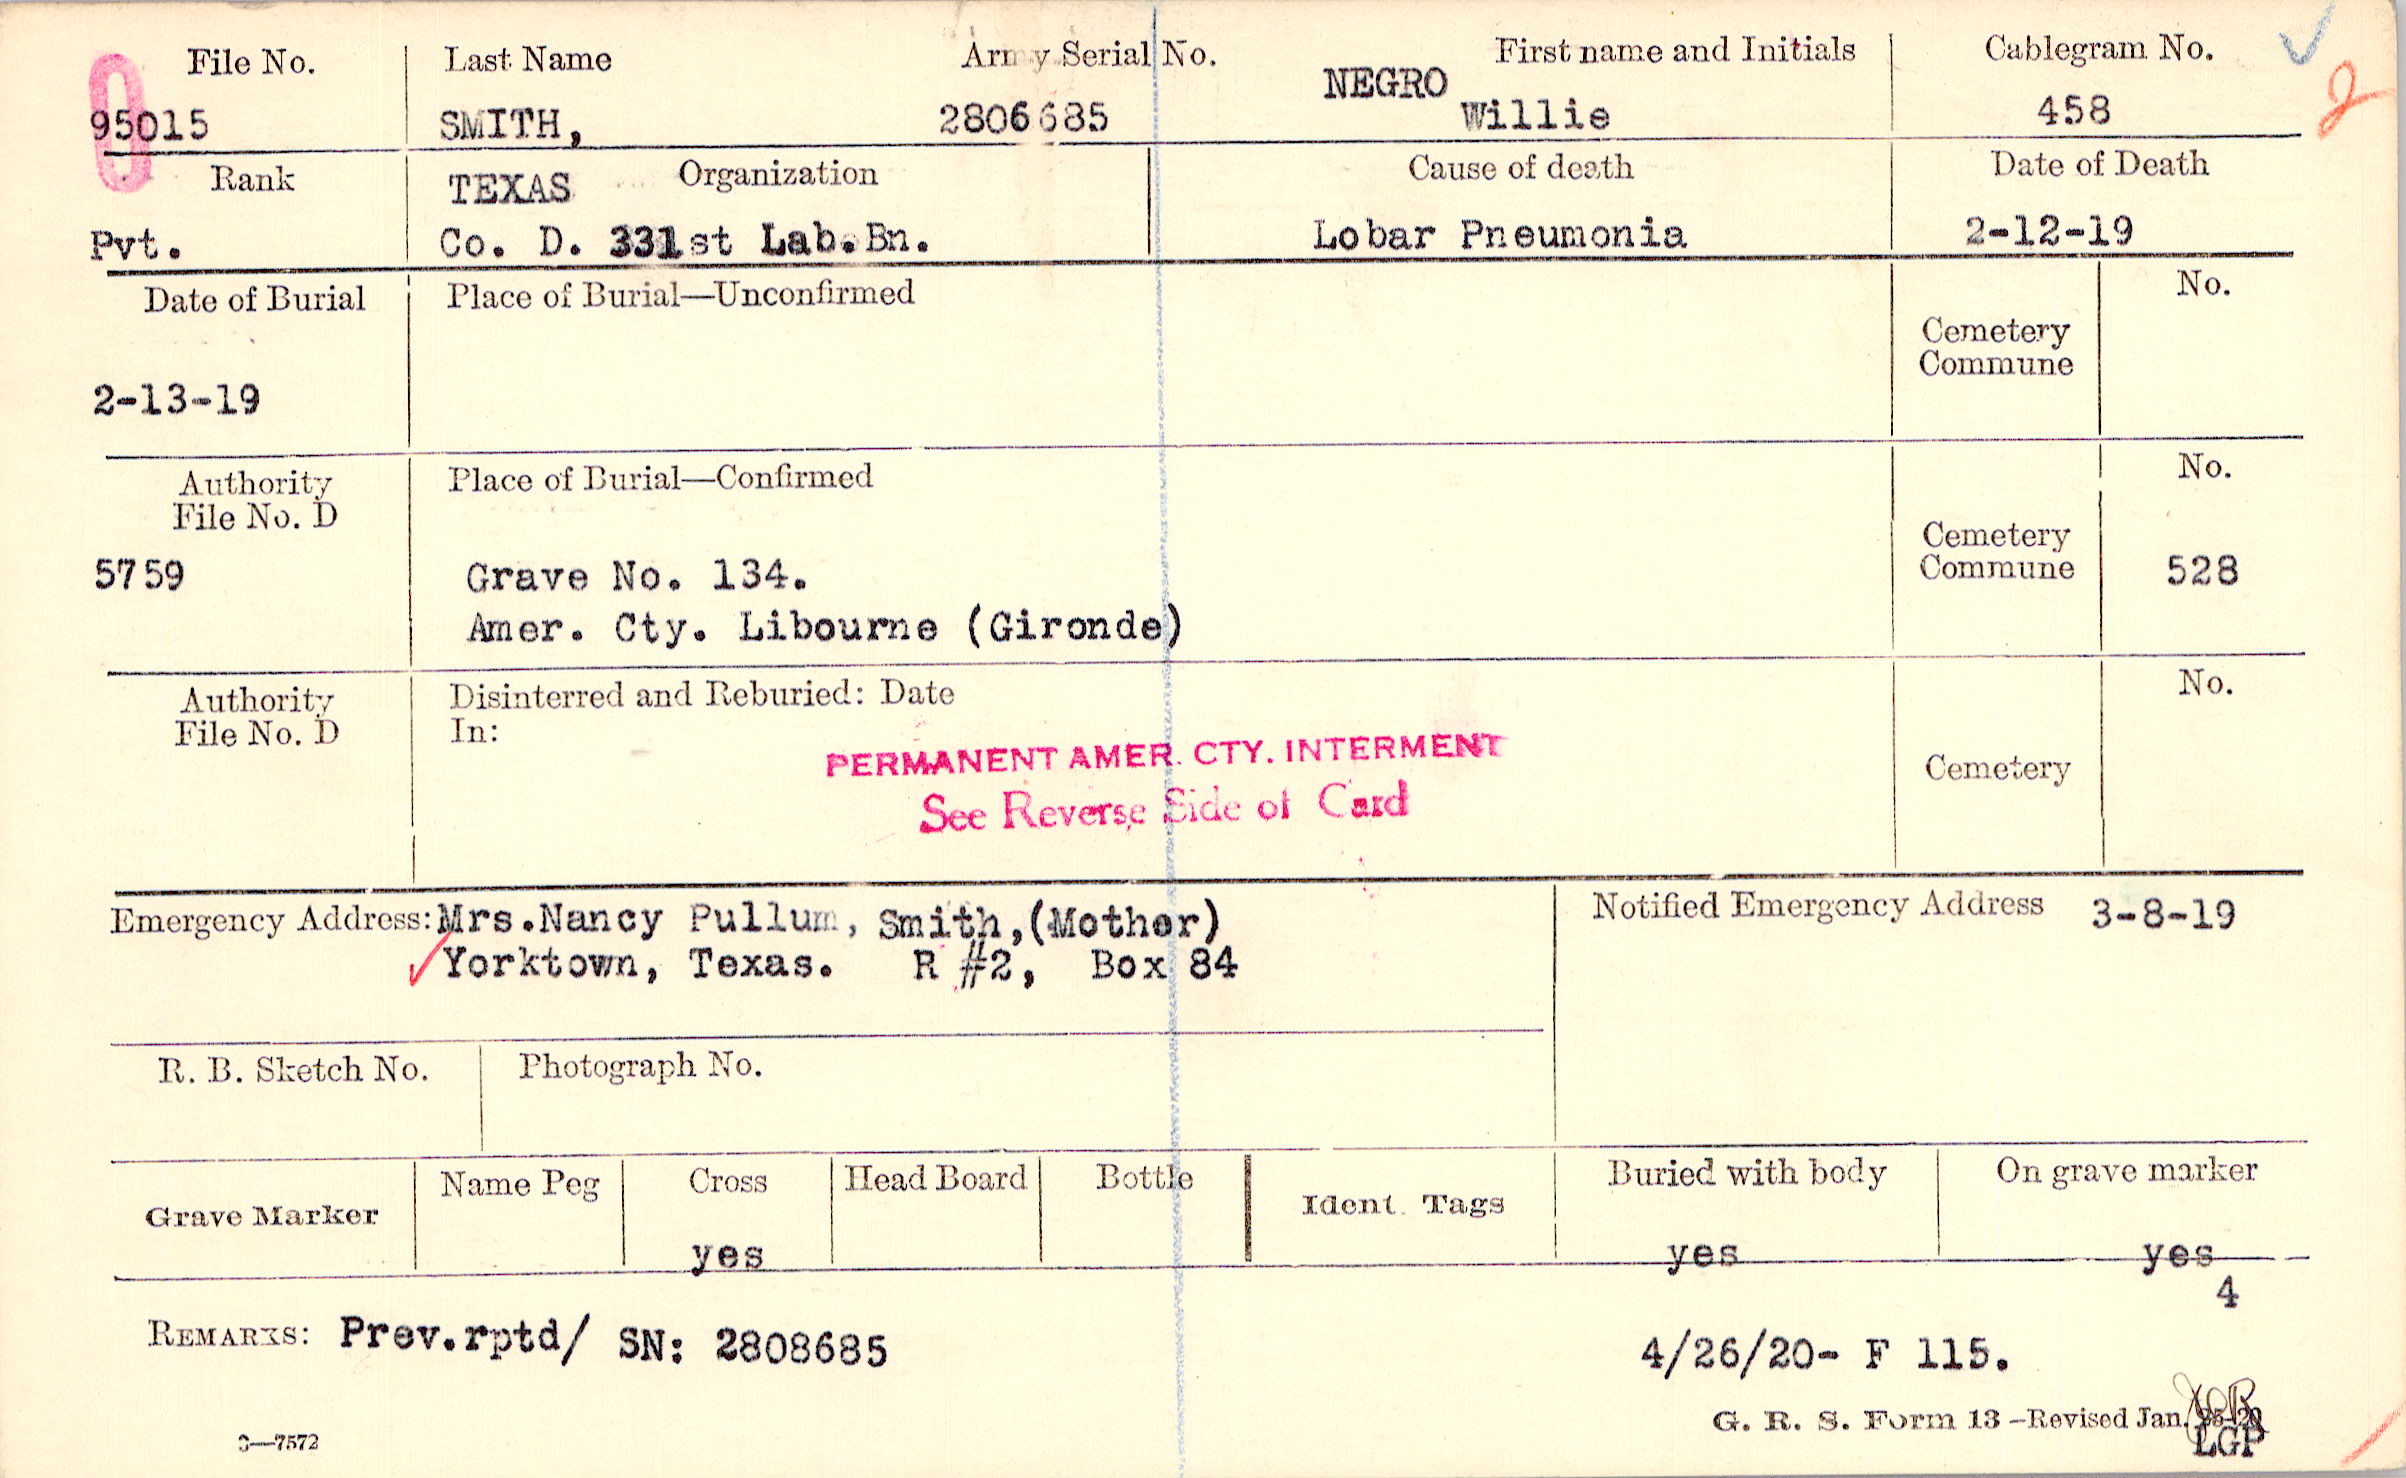 File No. Last Name Army Serial No. First name and Initials Cablegram No.
NEGRO
95015 SMITH, 2806685 Willie 458
2
0
Rank TEXAS Organization Cause of death Date of Death
Pvt. Co. D. 331st Lab. Bn. Lobar Pneumonia 2-12-19
Date of Burial Place of Burial—Unconfirmed No.
Cemetery
Commune
2-13-19
Authority Place of Burial—Confirmed No.
File No. D
Cemetery
5759 Grave No. 134. Commune 528
Amer. Cty. Libourne (Gironde)
Authority Disinterred and Reburied: Date No.
File No. D In:
PERMANENT AMER. CTY. INTERMENT
Cemetery
See Reverse Side of Card
Emergency Address: Mrs.Nancy Pullum, Smith,(Mother) Notified Emergency Address 3-8-19
Yorktown, Texas. R #2, Box 84
R. B. Sketch No. Photograph No.
Grave Marker Name Peg Cross Head Board Bottle Ident. Tags Buried with body On grave marker
yes yes yes
4
REMARKS: Prev.rptd/ SN: 2808685 4/26/20- F 115.
G. R. S. Form 13 -Revised Jan.
LGP
3—7572